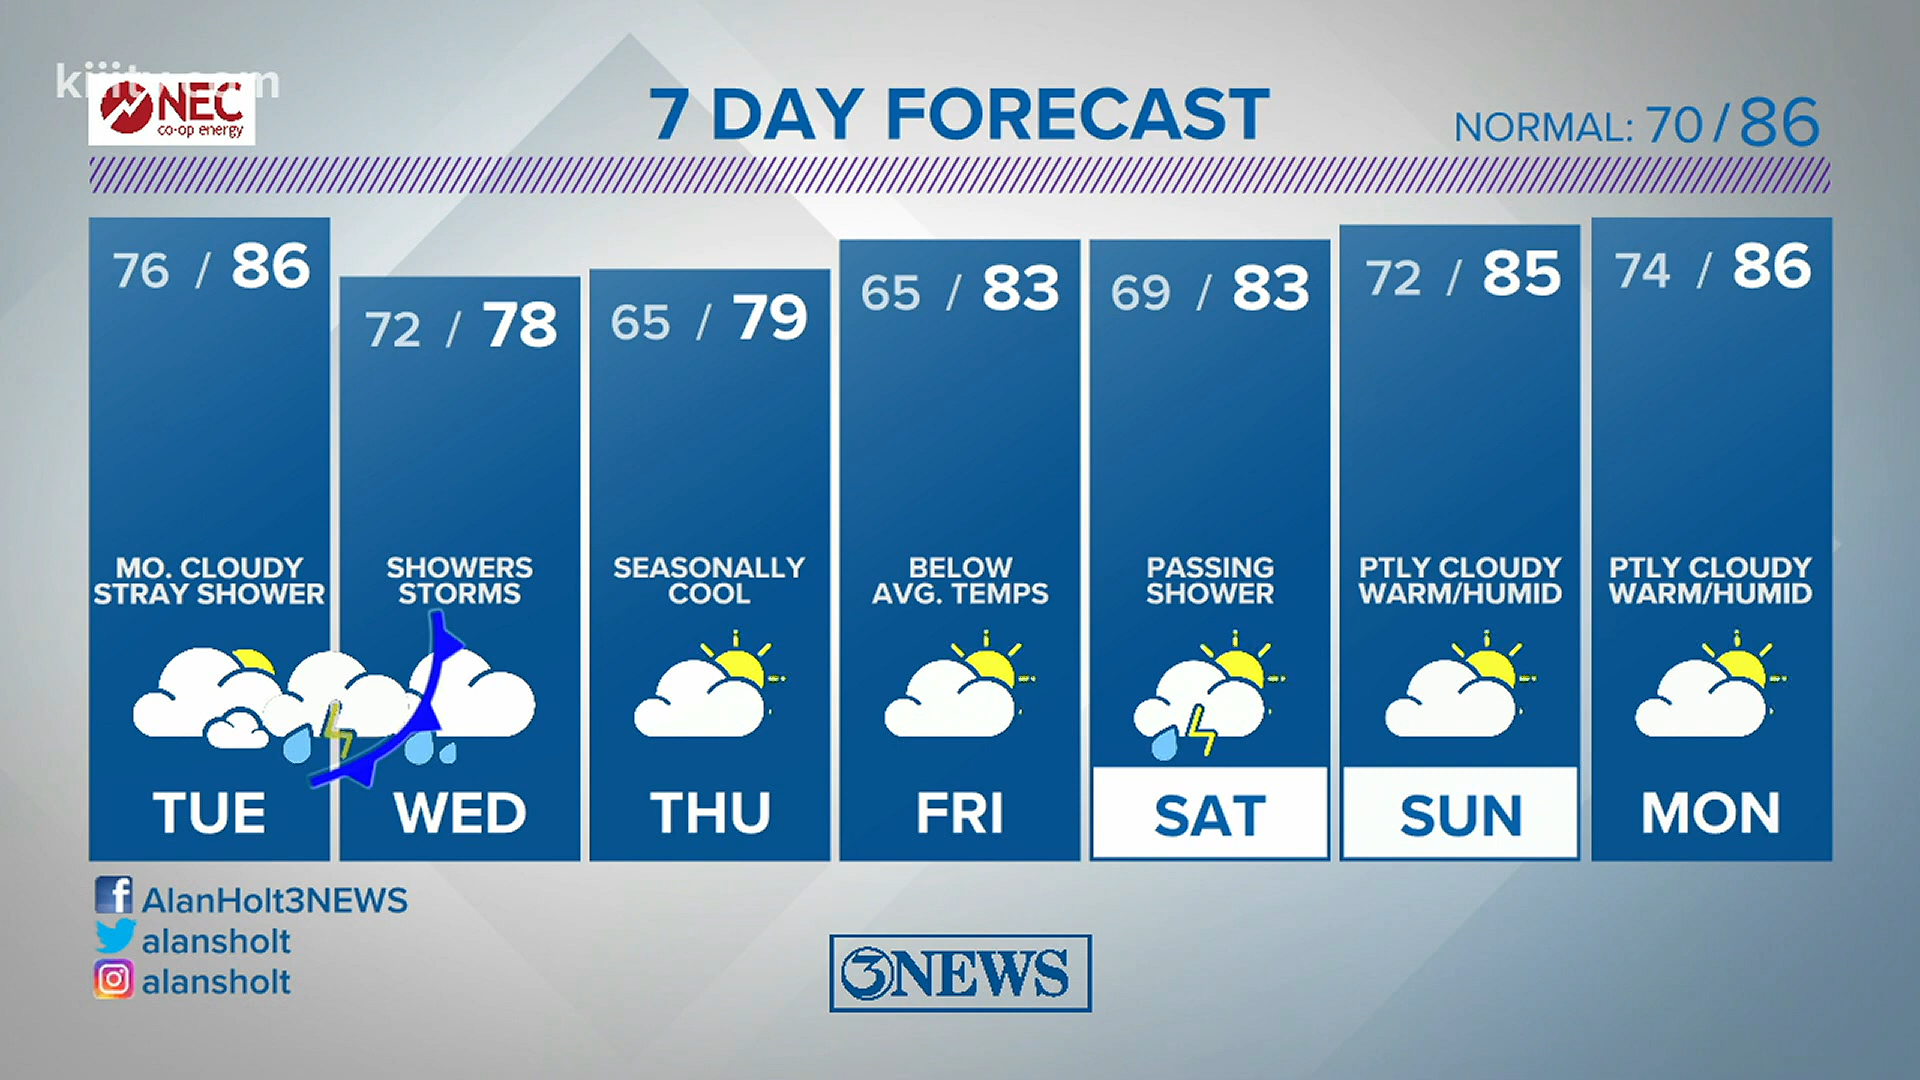 kiiitv.com
NEC
co-op energy
7 DAY FORECAST
NORMAL: 70 / 86
76 / 86
MO. CLOUDY
STRAY SHOWER
TUE
72 / 78
SHOWERS
STORMS
WED
65 / 79
SEASONALLY
COOL
THU
65 / 83
BELOW
AVG. TEMPS
FRI
69 / 83
PASSING
SHOWER
SAT
72 / 85
PTLY CLOUDY
WARM/HUMID
SUN
74 / 86
PTLY CLOUDY
WARM/HUMID
MON
f AlanHolt3NEWS
alansholt
alansholt
3NEWS